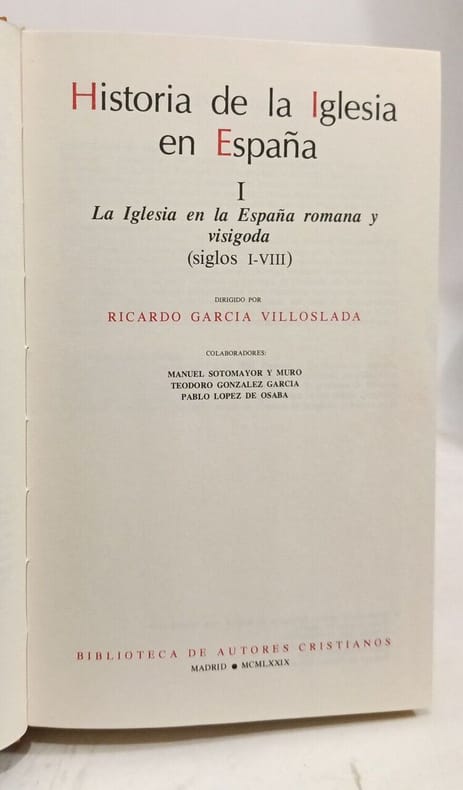 Historia de la Iglesia
en España
I
La Iglesia en la España romana y
visigoda
(siglos I-VIII)
DIRIGIDO POR
RICARDO GARCIA VILLOSLADA
COLABORADORES:
MANUEL SOTOMAYOR Y MURO
TEODORO GONZALEZ GARCIA
PABLO LOPEZ DE OSABA
BIBLIOTECA DE AUTORES CRISTIANOS
MADRID • MCMLXXIX